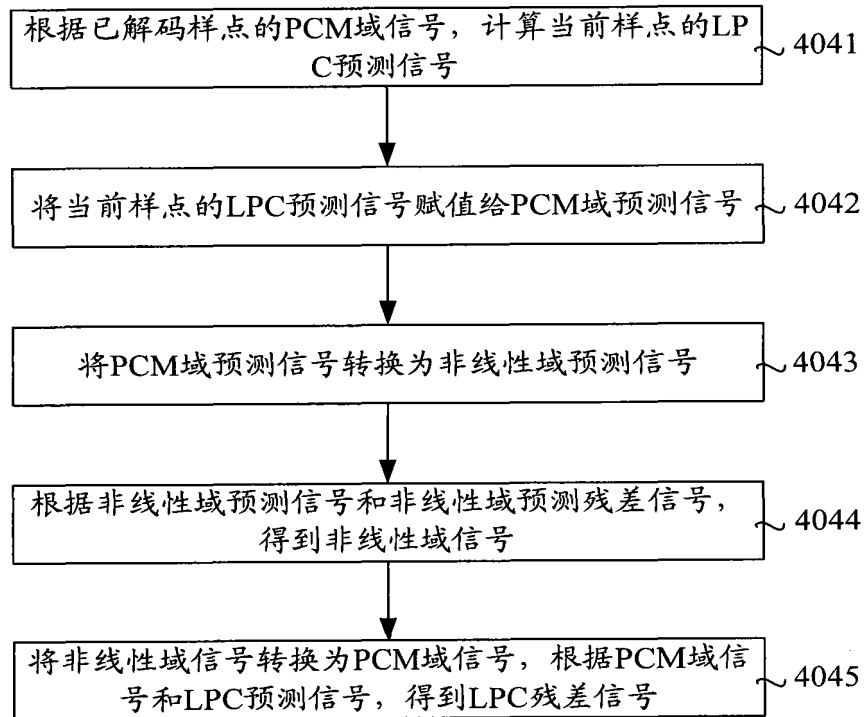 根据已解码样点的PCM域信号，计算当前样点的LP
C预测信号
4041
将当前样点的LPC预测信号赋值给PCM域预测信号
4042
将PCM域预测信号转换为非线性域预测信号
4043
根据非线性域预测信号和非线性域预测残差信号，
得到非线性域信号
4044
将非线性域信号转换为PCM域信号，根据PCM域信
号和LPC预测信号，得到LPC残差信号
4045